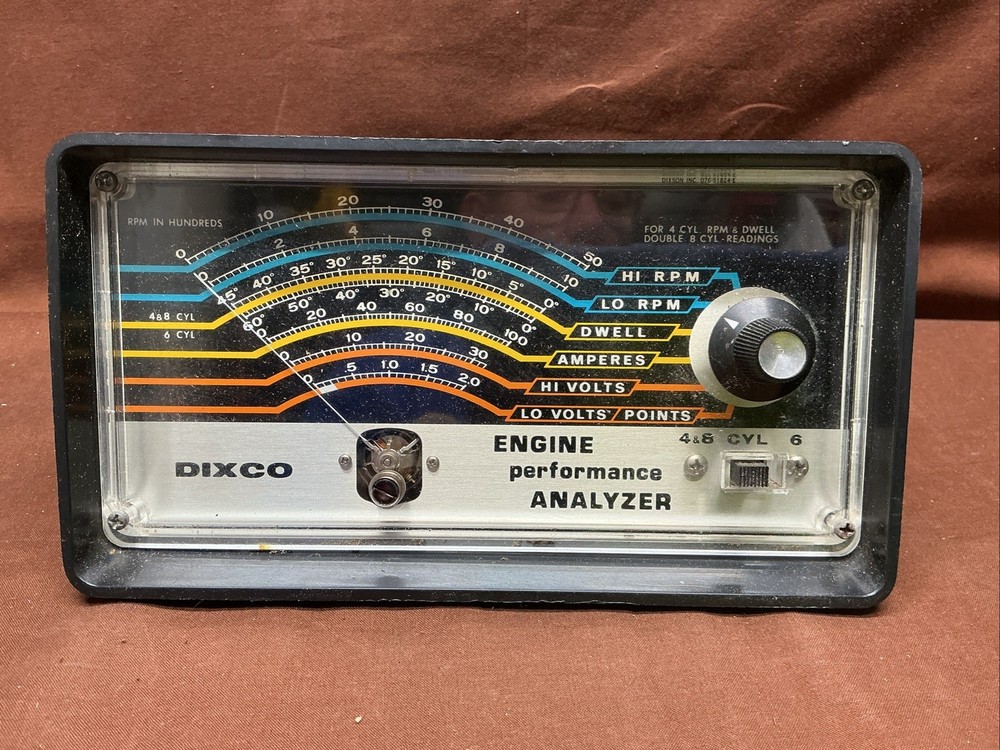 DIXSON INC.
RPM IN HUNDREDS
FOR 4 CYL. RPM & DWELL
DOUBLE 8 CYL-READINGS
0 10 20 30 40 50
HI RPM
0 2 4 6 8 10
LO RPM
4&8 CYL
45° 40° 35° 30° 25° 20° 15° 10° 5° 0°
DWELL
6 CYL
60° 50° 40° 30° 20° 10° 0°
0 20 40 60 80 100
AMPERES
0 10 20 30
HI VOLTS
0 .5 1.0 1.5 2.0
LO VOLTS/POINTS
DIXCO
ENGINE
performance
ANALYZER
4&8 CYL 6